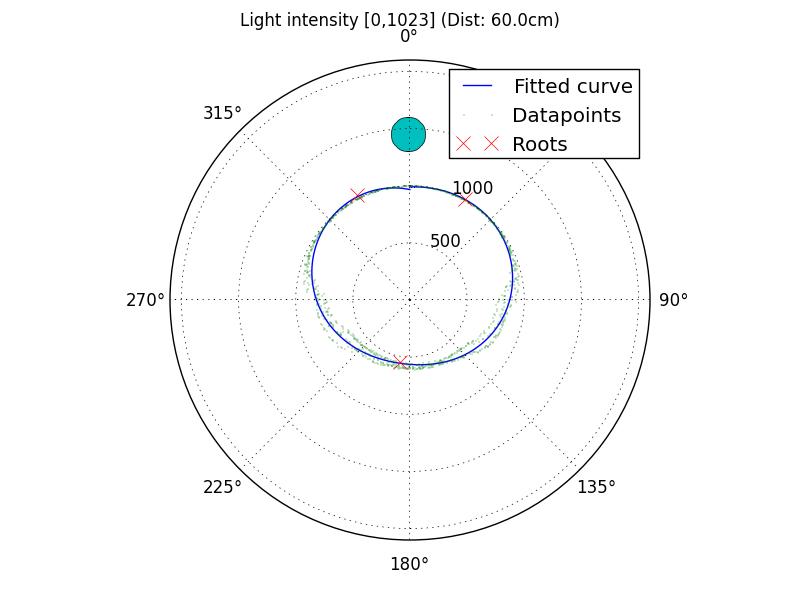 Light intensity [0,1023] (Dist: 60.0cm)
0°
Fitted curve
Datapoints
Roots
315°
1000
500
270°
90°
225°
135°
180°